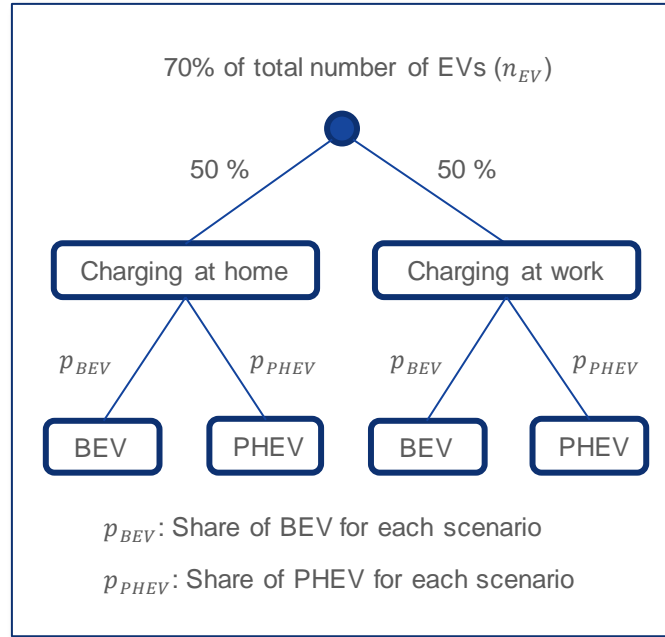 70% of total number of EVs (n_EV)
50 %
50 %
Charging at home
Charging at work
p_BEV
p_PHEV
p_BEV
p_PHEV
BEV
PHEV
BEV
PHEV
p_BEV: Share of BEV for each scenario
p_PHEV: Share of PHEV for each scenario